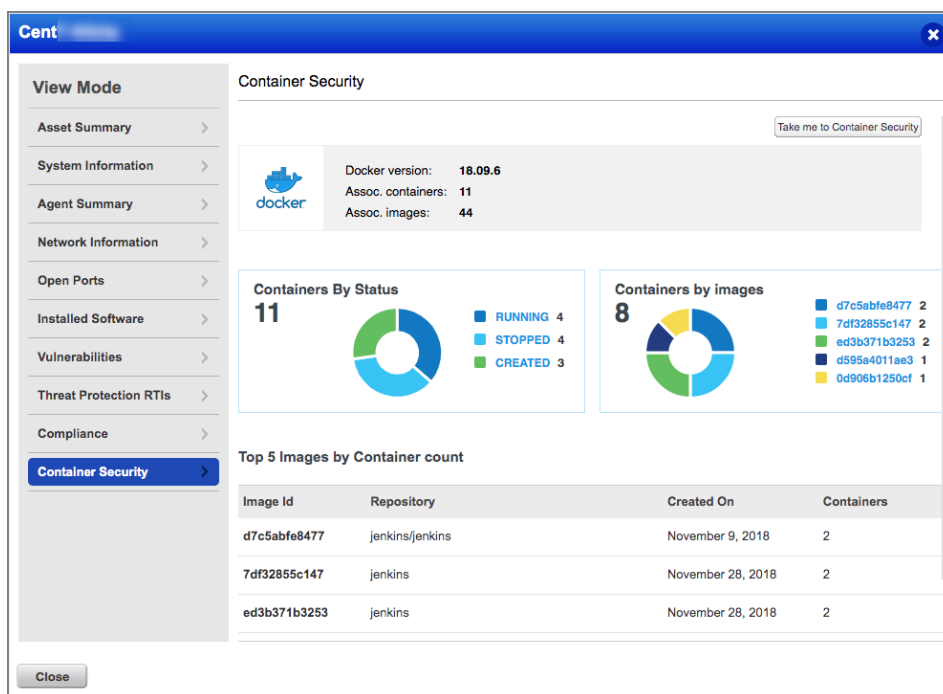 Cent
View Mode
Asset Summary
System Information
Agent Summary
Network Information
Open Ports
Installed Software
Vulnerabilities
Threat Protection RTIs
Compliance
Container Security
Container Security
Take me to Container Security
docker
Docker version: 18.09.6
Assoc. containers: 11
Assoc. images: 44
Containers By Status
11
RUNNING 4
STOPPED 4
CREATED 3
Containers by images
8
d7c5abfe8477 2
7df32855c147 2
ed3b371b3253 2
d595a4011ae3 1
0d906b1250cf 1
Top 5 Images by Container count
Image Id Repository Created On Containers
d7c5abfe8477 jenkins/jenkins November 9, 2018 2
7df32855c147 jenkins November 28, 2018 2
ed3b371b3253 jenkins November 28, 2018 2
Close